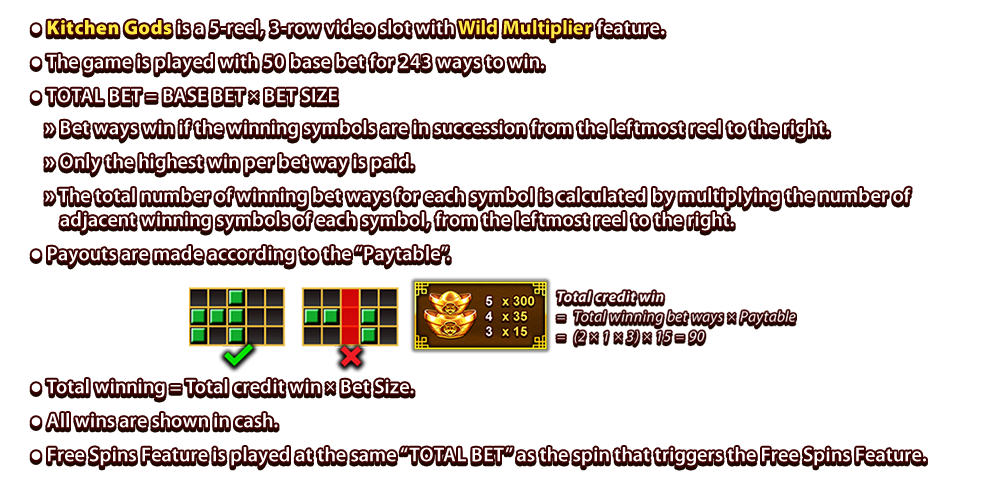 • Kitchen Gods is a 5-reel, 3-row video slot with Wild Multiplier feature.
• The game is played with 50 base bet for 243 ways to win.
• TOTAL BET = BASE BET × BET SIZE
» Bet ways win if the winning symbols are in succession from the leftmost reel to the right.
» Only the highest win per bet way is paid.
» The total number of winning bet ways for each symbol is calculated by multiplying the number of
adjacent winning symbols of each symbol, from the leftmost reel to the right.
• Payouts are made according to the “Paytable”.
5 x 300
4 x 35
3 x 15
Total credit win
= Total winning bet ways × Paytable
= (2 × 1 × 3) × 15 = 90
• Total winning = Total credit win × Bet Size.
• All wins are shown in cash.
• Free Spins Feature is played at the same “TOTAL BET” as the spin that triggers the Free Spins Feature.